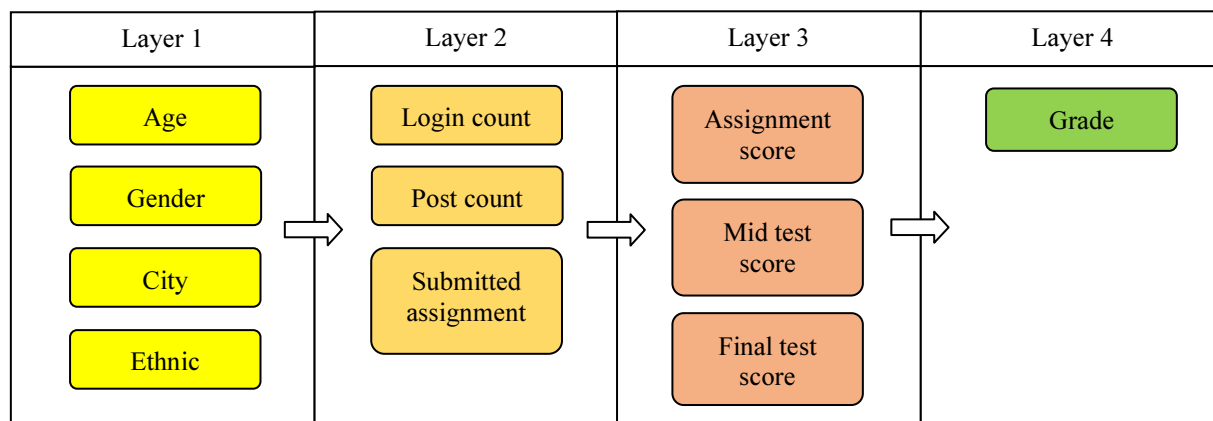 Layer 1
Layer 2
Layer 3
Layer 4
Age
Gender
City
Ethnic
Login count
Post count
Submitted
assignment
Assignment
score
Mid test
score
Final test
score
Grade